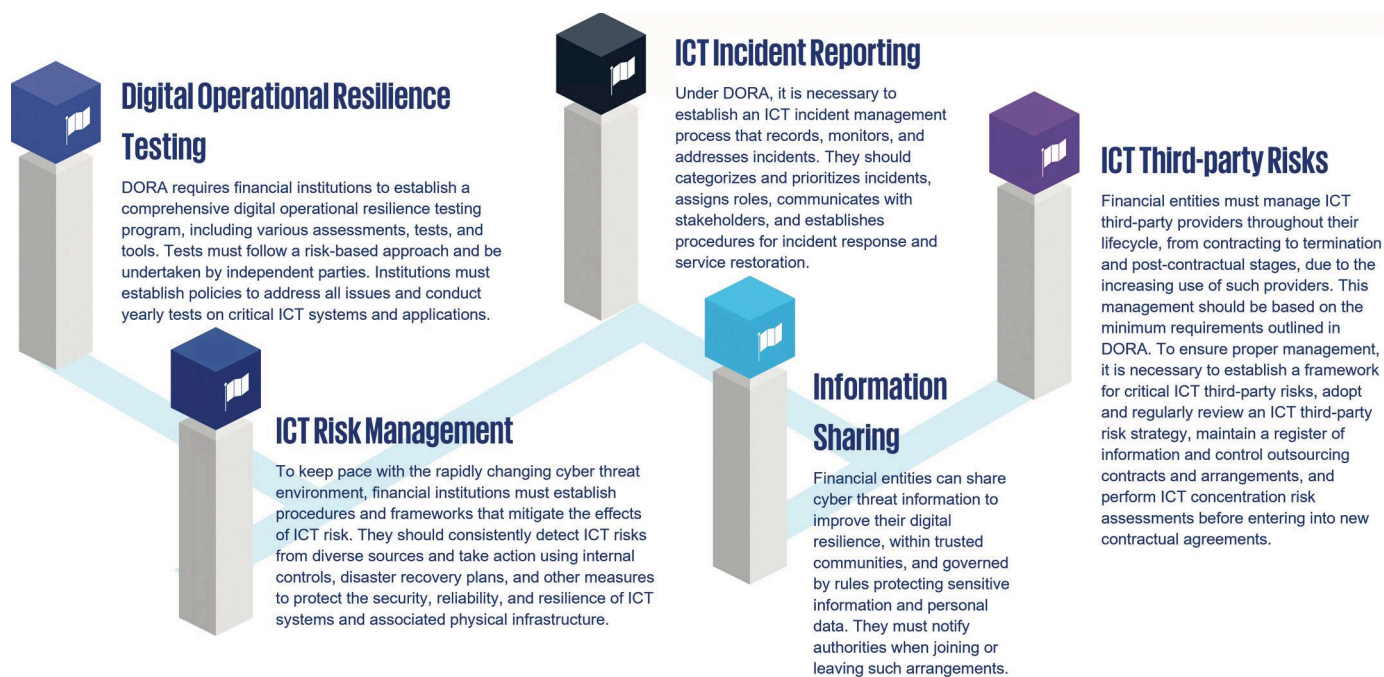 Digital Operational Resilience
Testing
DORA requires financial institutions to establish a
comprehensive digital operational resilience testing
program, including various assessments, tests, and
tools. Tests must follow a risk-based approach and be
undertaken by independent parties. Institutions must
establish policies to address all issues and conduct
yearly tests on critical ICT systems and applications.
ICT Risk Management
To keep pace with the rapidly changing cyber threat
environment, financial institutions must establish
procedures and frameworks that mitigate the effects
of ICT risk. They should consistently detect ICT risks
from diverse sources and take action using internal
controls, disaster recovery plans, and other measures
to protect the security, reliability, and resilience of ICT
systems and associated physical infrastructure.
ICT Incident Reporting
Under DORA, it is necessary to
establish an ICT incident management
process that records, monitors, and
addresses incidents. They should
categorizes and prioritizes incidents,
assigns roles, communicates with
stakeholders, and establishes
procedures for incident response and
service restoration.
Information
Sharing
Financial entities can share
cyber threat information to
improve their digital
resilience, within trusted
communities, and governed
by rules protecting sensitive
information and personal
data. They must notify
authorities when joining or
leaving such arrangements.
ICT Third-party Risks
Financial entities must manage ICT
third-party providers throughout their
lifecycle, from contracting to termination
and post-contractual stages, due to the
increasing use of such providers. This
management should be based on the
minimum requirements outlined in
DORA. To ensure proper management,
it is necessary to establish a framework
for critical ICT third-party risks, adopt
and regularly review an ICT third-party
risk strategy, maintain a register of
information and control outsourcing
contracts and arrangements, and
perform ICT concentration risk
assessments before entering into new
contractual agreements.